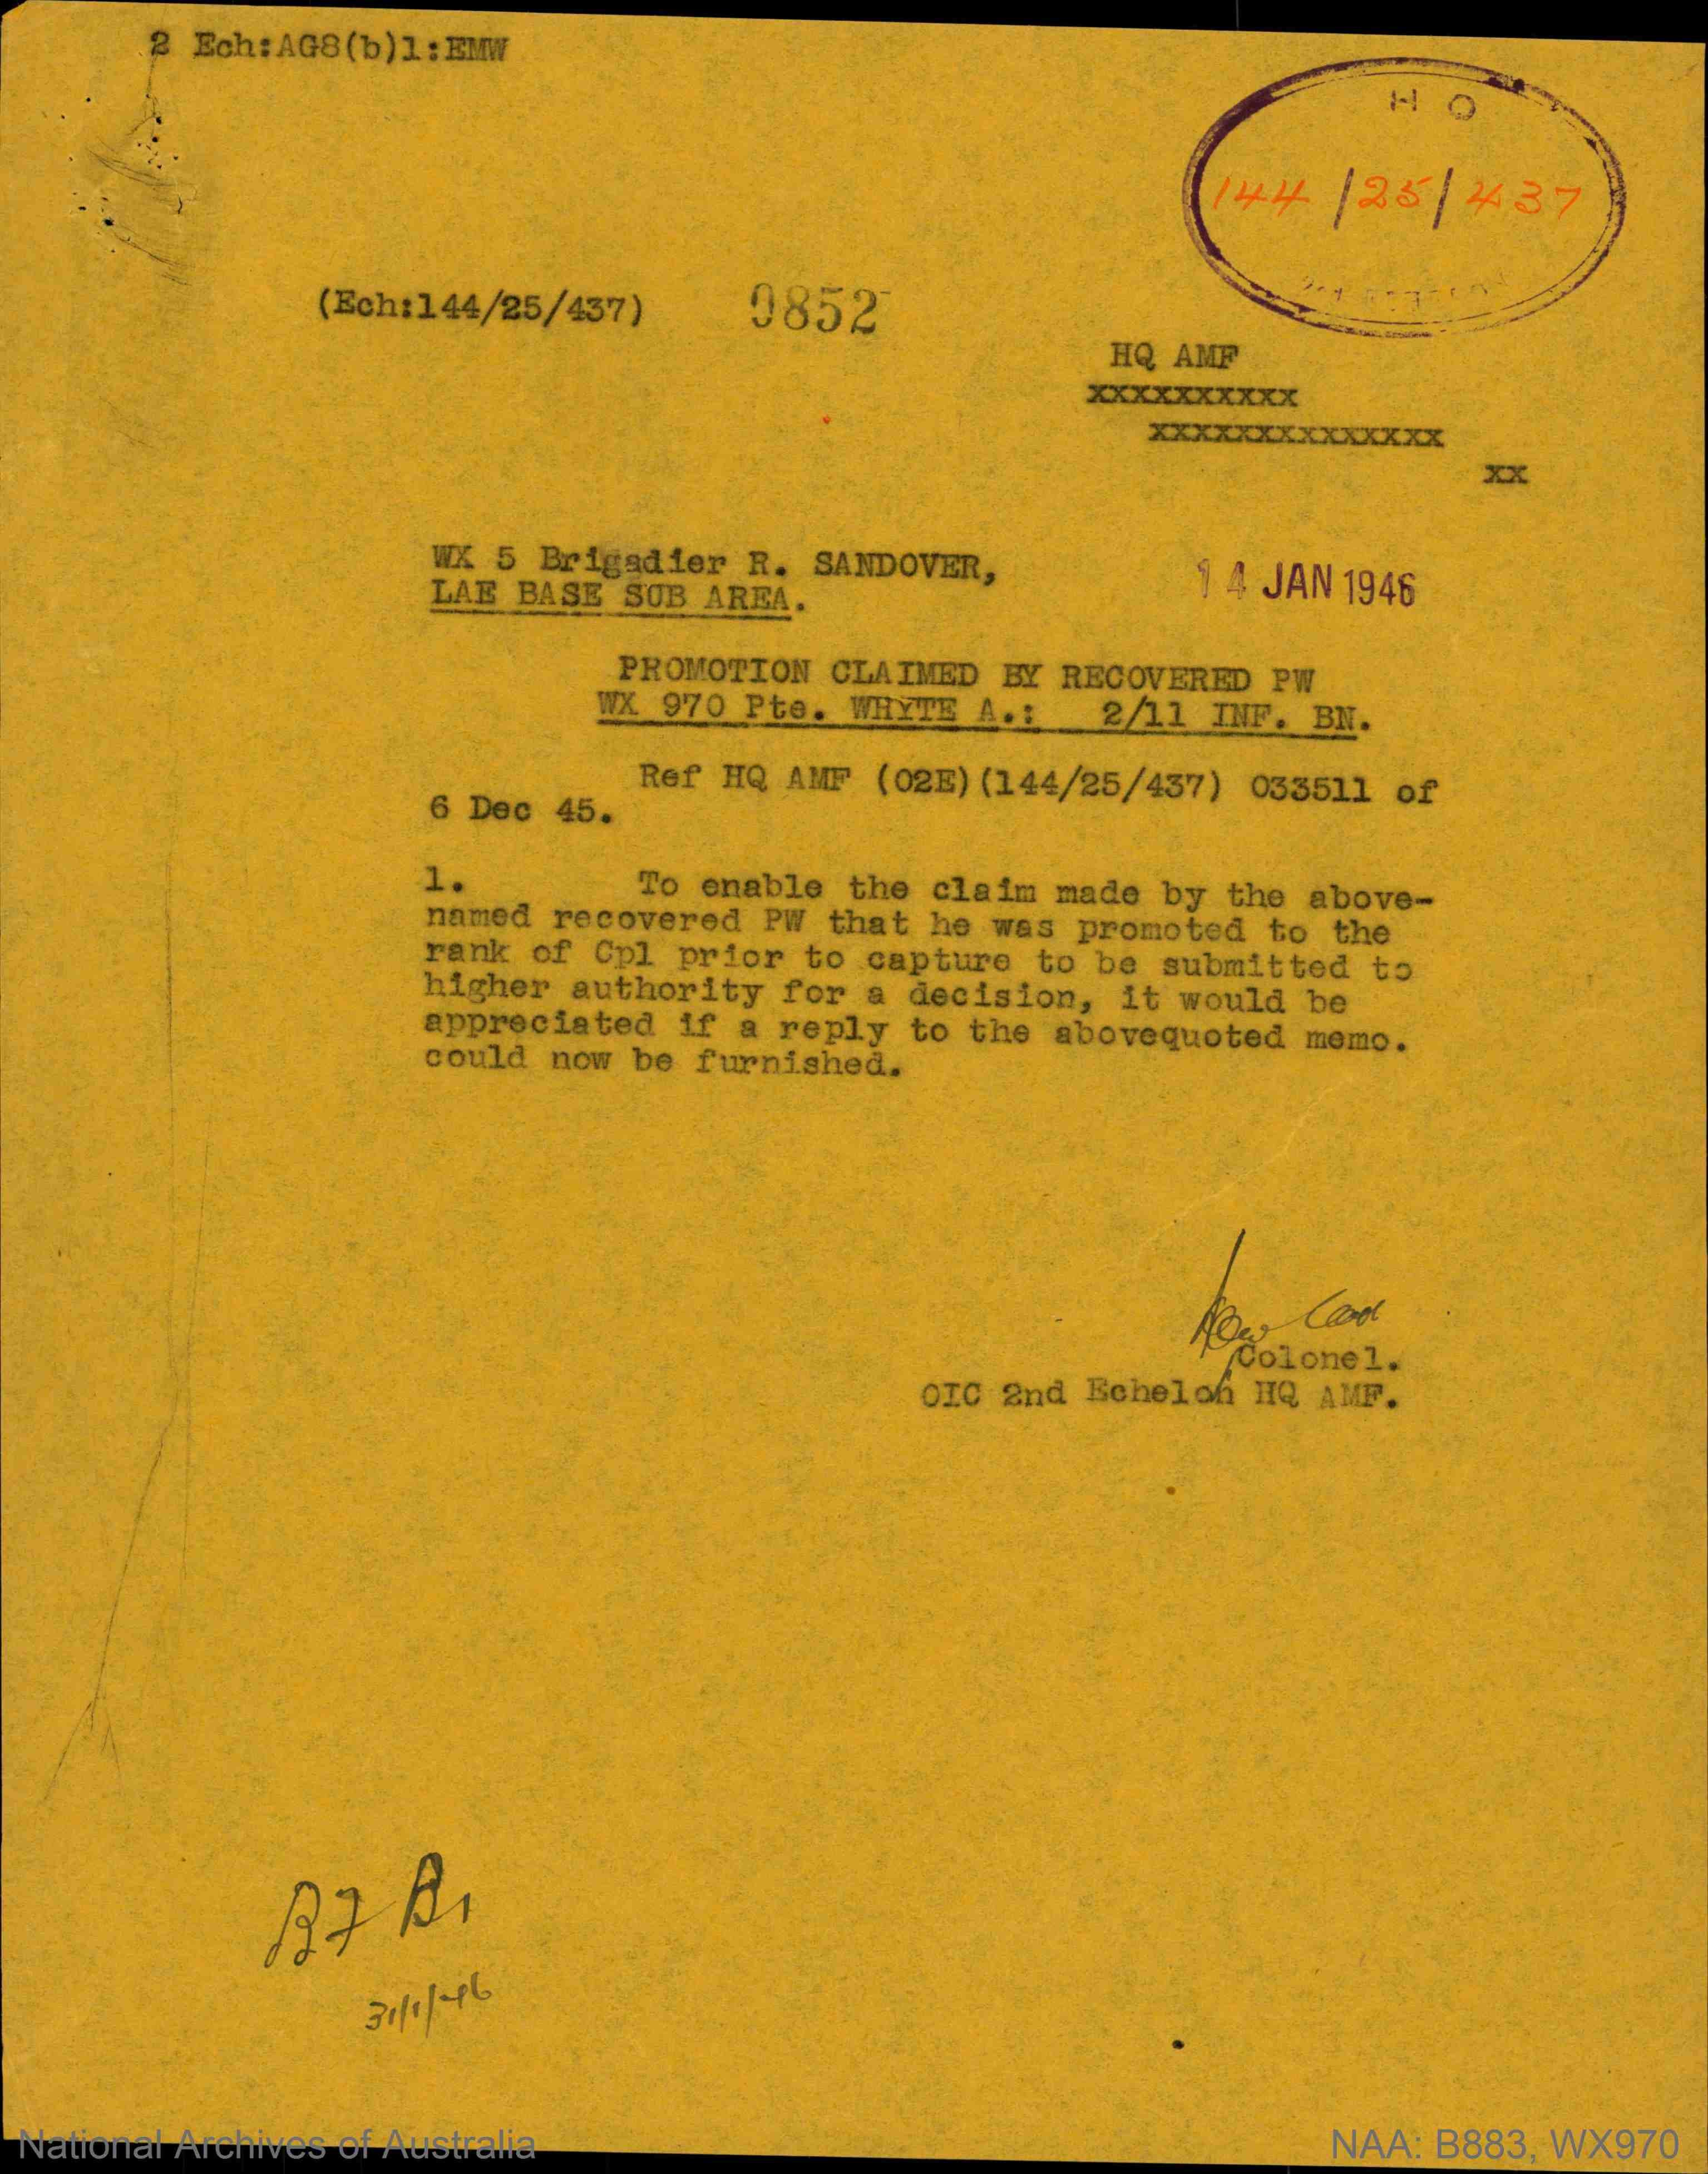 2 Ech:AG8(b)1:EMW
H Q
144/25/437
(Ech:144/25/437) 0852
HQ AMF
XXXXXXXXXX
XXXXXXXXXXXXXX
XX
WX 5 Brigadier R. SANDOVER,
LAE BASE SUB AREA.
14 JAN 1946
PROMOTION CLAIMED BY RECOVERED PW
WX 970 Pte. WHYTE A.: 2/11 INF. BN.
Ref HQ AMF (02E)(144/25/437) 033511 of
6 Dec 45.
1. To enable the claim made by the above-
named recovered PW that he was promoted to the
rank of Cpl prior to capture to be submitted to
higher authority for a decision, it would be
appreciated if a reply to the abovequoted memo.
could now be furnished.
Colonel.
OIC 2nd Echelon HQ AMF.
31/1/46
National Archives of Australia
NAA: B883, WX970